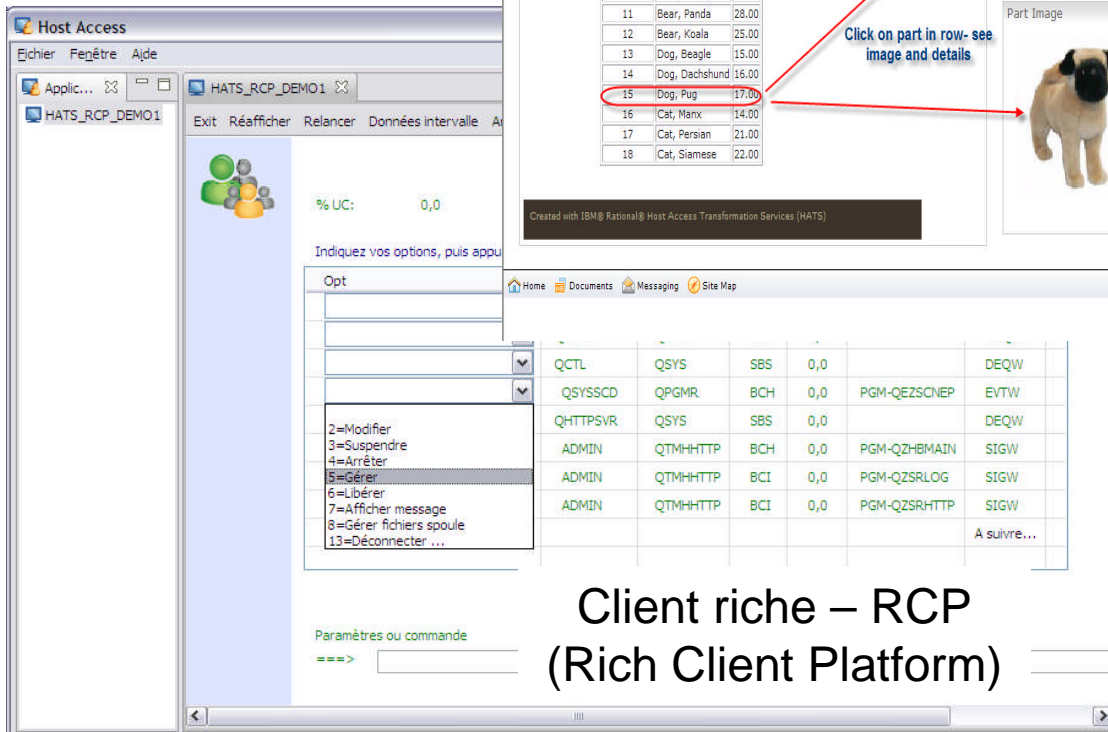 Host Access
Fichier Fenêtre Aide
Applic...
HATS_RCP_DEMO1
HATS_RCP_DEMO1
Exit Réafficher Relancer Données intervalle
% UC: 0,0
Indiquez vos options, puis appu
Opt
11 Bear, Panda 28.00
12 Bear, Koala 25.00
13 Dog, Beagle 15.00
14 Dog, Dachshund 16.00
15 Dog, Pug 17.00
16 Cat, Manx 14.00
17 Cat, Persian 21.00
18 Cat, Siamese 22.00
Click on part in row- see
image and details
Part Image
Created with IBM® Rational® Host Access Transformation Services (HATS)
Home Documents Messaging Site Map
QCTL QSYS SBS 0,0 DEQW
QSYSSCD QPGMR BCH 0,0 PGM-QEZSCNEP EVTW
QHTTPSVR QSYS SBS 0,0 DEQW
ADMIN QTMHHTTP BCH 0,0 PGM-QZHBMAIN SIGW
ADMIN QTMHHTTP BCI 0,0 PGM-QZSRLOG SIGW
ADMIN QTMHHTTP BCI 0,0 PGM-QZSRHTTP SIGW
A suivre...
2=Modifier
3=Suspendre
4=Arrêter
5=Gérer
6=Libérer
7=Afficher message
8=Gérer fichiers spoule
13=Déconnecter ...
Paramètres ou commande
===>
Client riche – RCP
(Rich Client Platform)